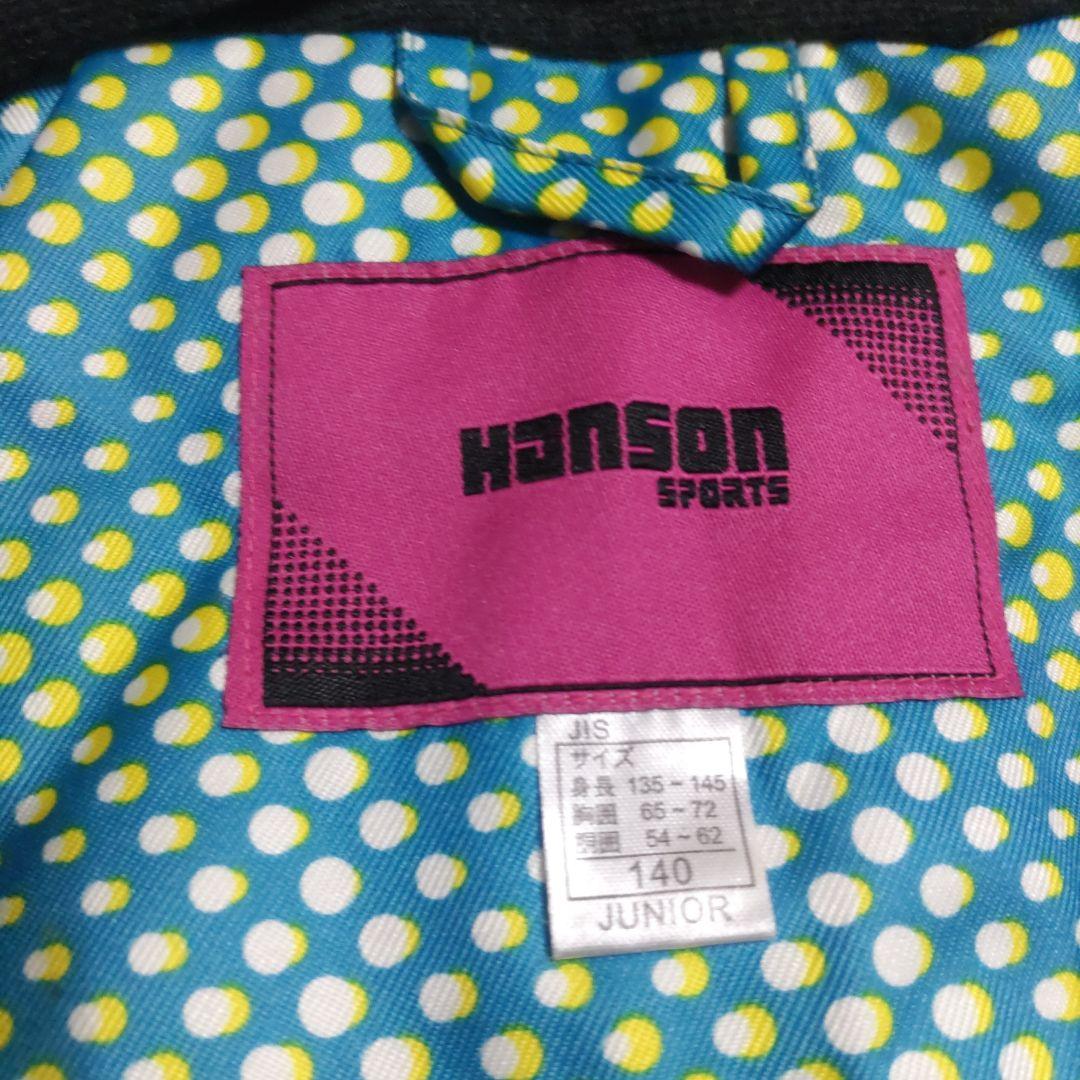 HANSON
SPORTS
JIS
サイズ
身長 135~145
胸囲 65~72
胴囲 54~62
140
JUNIOR